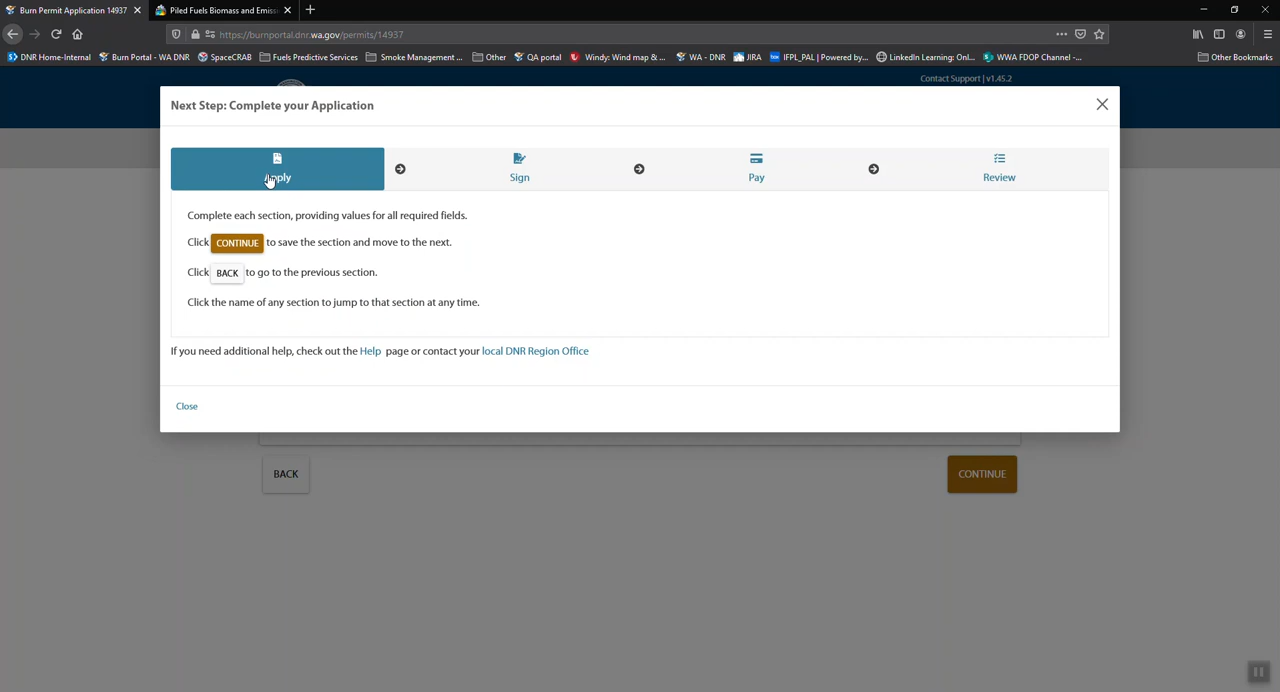 Burn Permit Application 14937
Piled Fuels Biomass and Emiss
https://burnportal.dnr.wa.gov/permits/14937
DNR Home-Internal
Burn Portal - WA DNR
SpaceCRAB
Fuels Predictive Services
Smoke Management ...
Other
QA portal
Windy: Wind map & ...
WA - DNR
JIRA
IFPL_PAL | Powered by...
LinkedIn Learning: Onl...
WWA FDOP Channel -...
Other Bookmarks
Contact Support | v1.45.2
Next Step: Complete your Application
Apply
Sign
Pay
Review
Complete each section, providing values for all required fields.
Click CONTINUE to save the section and move to the next.
Click BACK to go to the previous section.
Click the name of any section to jump to that section at any time.
If you need additional help, check out the Help page or contact your local DNR Region Office
Close
BACK
CONTINUE